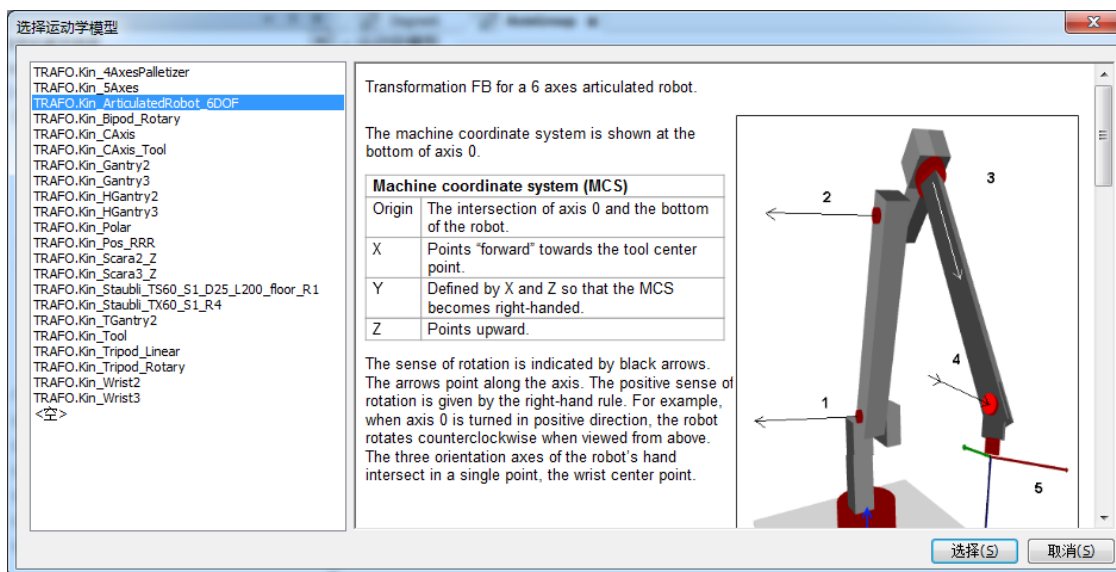 选择运动学模型
TRAFO.Kin_4AxesPalletizer
TRAFO.Kin_5Axes
TRAFO.Kin_ArticulatedRobot_6DOF
TRAFO.Kin_Bipod_Rotary
TRAFO.Kin_CAxis
TRAFO.Kin_CAxis_Tool
TRAFO.Kin_Gantry2
TRAFO.Kin_Gantry3
TRAFO.Kin_HGantry2
TRAFO.Kin_HGantry3
TRAFO.Kin_Polar
TRAFO.Kin_Pos_RRR
TRAFO.Kin_Scara2_Z
TRAFO.Kin_Scara3_Z
TRAFO.Kin_Staubli_TS60_S1_D25_L200_floor_R1
TRAFO.Kin_Staubli_TX60_S1_R4
TRAFO.Kin_TGantry2
TRAFO.Kin_Tool
TRAFO.Kin_Tripod_Linear
TRAFO.Kin_Tripod_Rotary
TRAFO.Kin_Wrist2
TRAFO.Kin_Wrist3
<空>
Transformation FB for a 6 axes articulated robot.
The machine coordinate system is shown at the
bottom of axis 0.
Machine coordinate system (MCS)
Origin The intersection of axis 0 and the bottom
of the robot.
X Points “forward” towards the tool center
point.
Y Defined by X and Z so that the MCS
becomes right-handed.
Z Points upward.
The sense of rotation is indicated by black arrows.
The arrows point along the axis. The positive sense of
rotation is given by the right-hand rule. For example,
when axis 0 is turned in positive direction, the robot
rotates counterclockwise when viewed from above.
The three orientation axes of the robot’s hand
intersect in a single point, the wrist center point.
3
2
4
1
5
选择(S)
取消(S)